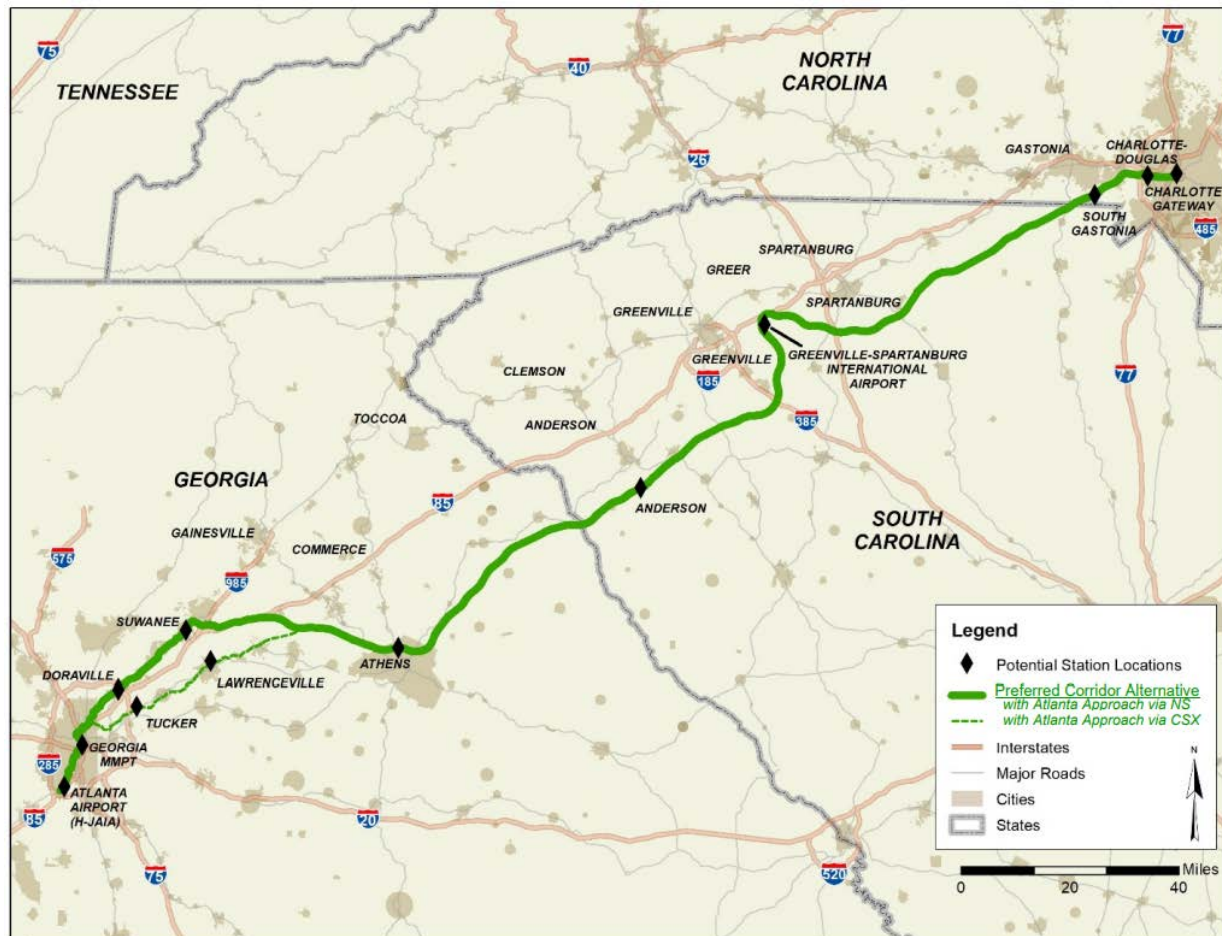 75
TENNESSEE
40
NORTH
CAROLINA
77
26
GASTONIA
CHARLOTTE-
DOUGLAS
CHARLOTTE
GATEWAY
SOUTH
GASTONIA
485
SPARTANBURG
GREER
SPARTANBURG
GREENVILLE
GREENVILLE
GREENVILLE-SPARTANBURG
INTERNATIONAL
AIRPORT
185
CLEMSON
77
385
TOCCOA
ANDERSON
GEORGIA
85
ANDERSON
SOUTH
CAROLINA
GAINESVILLE
COMMERCE
575
985
SUWANEE
ATHENS
DORAVILLE
LAWRENCEVILLE
TUCKER
GEORGIA
MMPT
285
ATLANTA
AIRPORT
(H-JAIA)
85
20
75
520
Legend
Potential Station Locations
Preferred Corridor Alternative
with Atlanta Approach via NS
with Atlanta Approach via CSX
Interstates
Major Roads
Cities
States
N
Miles
0 20 40